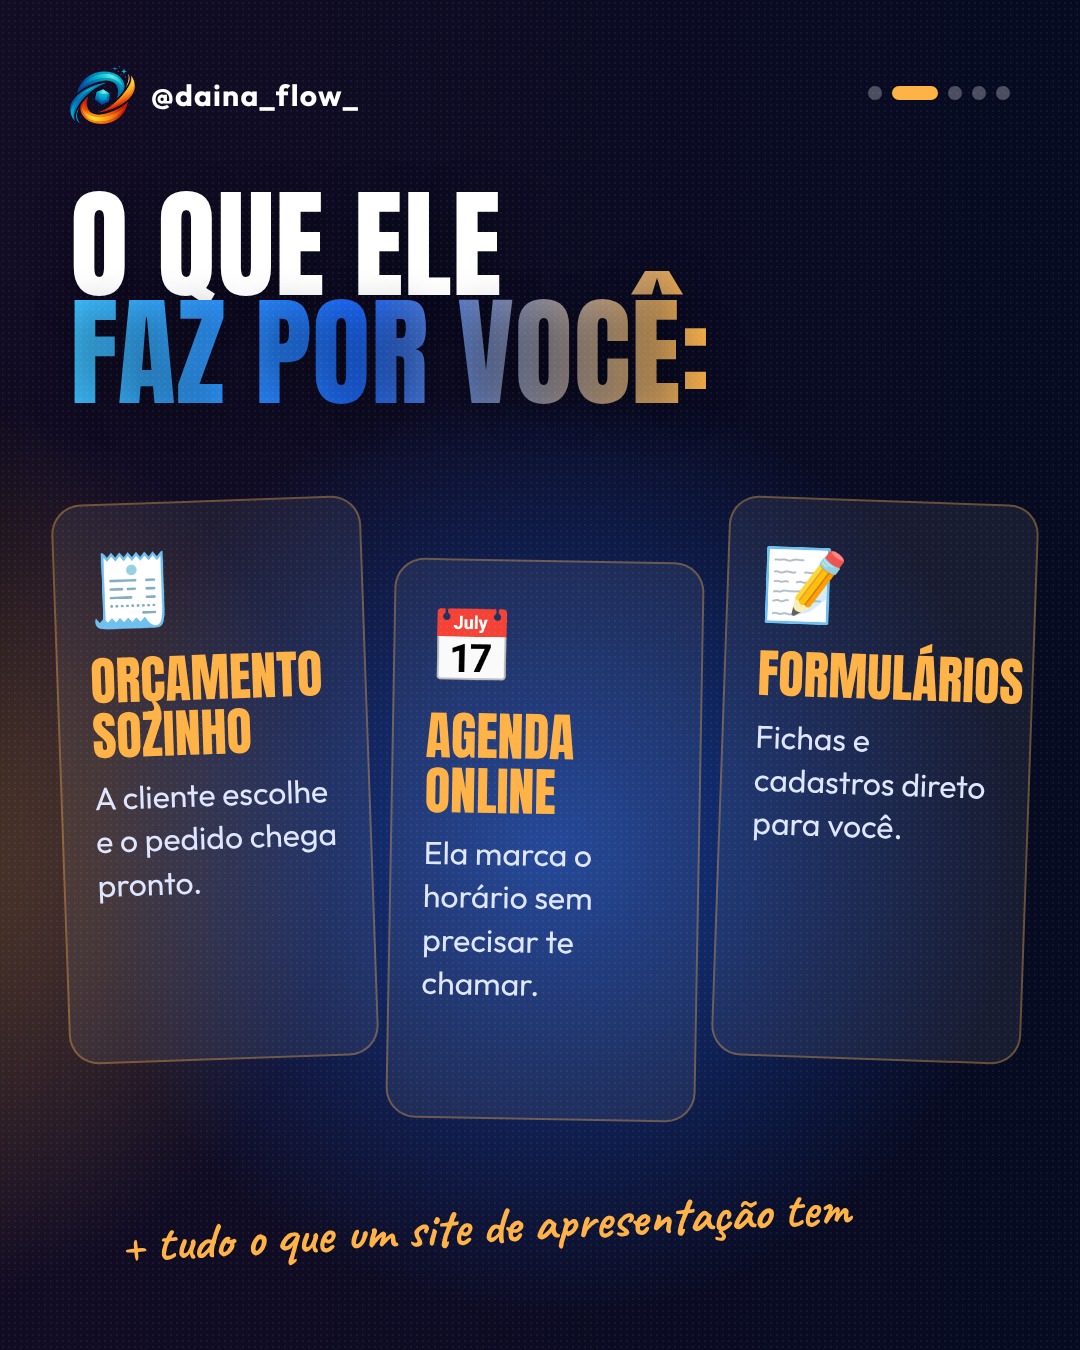 @daina_flow_
O QUE ELE
FAZ POR VOCÊ:
ORÇAMENTO
SOZINHO
A cliente escolhe
e o pedido chega
pronto.
July
17
AGENDA
ONLINE
Ela marca o
horário sem
precisar te
chamar.
FORMULÁRIOS
Fichas e
cadastros direto
para você.
+ tudo o que um site de apresentação tem